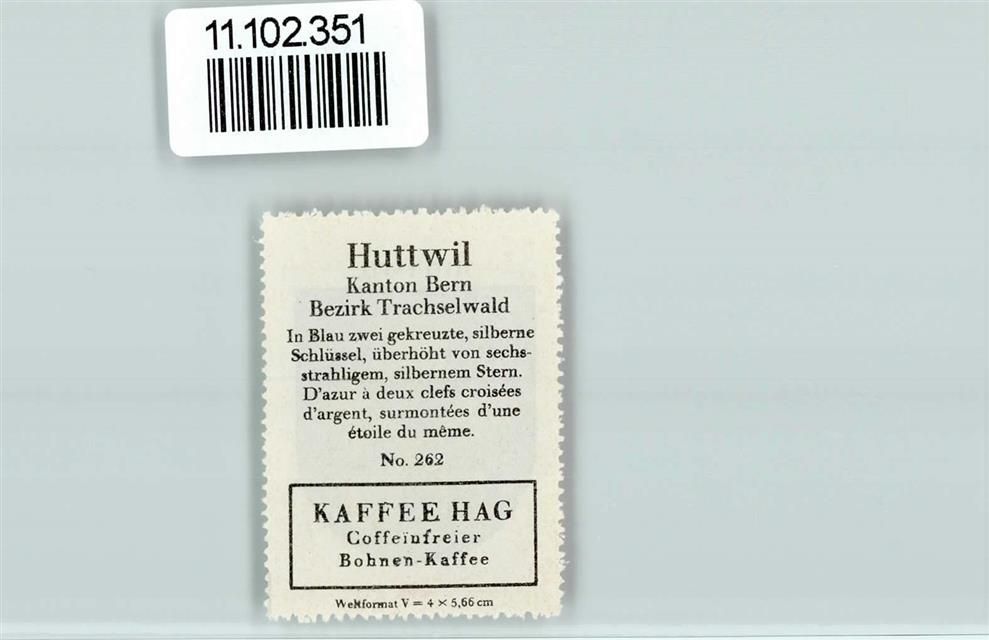 11.102.351
Huttwil
Kanton Bern
Bezirk Trachselwald
In Blau zwei gekreuzte, silberne
Schlüssel, überhöht von sechs-
strahligem, silbernem Stern.
D'azur à deux clefs croisées
d'argent, surmontées d'une
étoile du même.
No. 262
KAFFEE HAG
Coffeïnfreier
Bohnen-Kaffee
Weltformat V = 4 × 5,66 cm